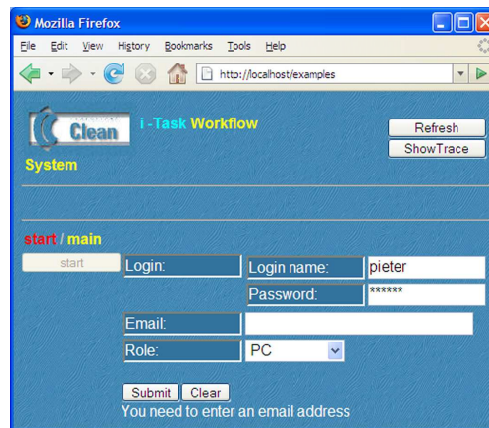 Mozilla Firefox
File Edit View History Bookmarks Tools Help
http://localhost/examples
Clean i-Task Workflow
Refresh
ShowTrace
System
start / main
start Login: Login name: pieter
Password: ******
Email:
Role: PC
Submit Clear
You need to enter an email address